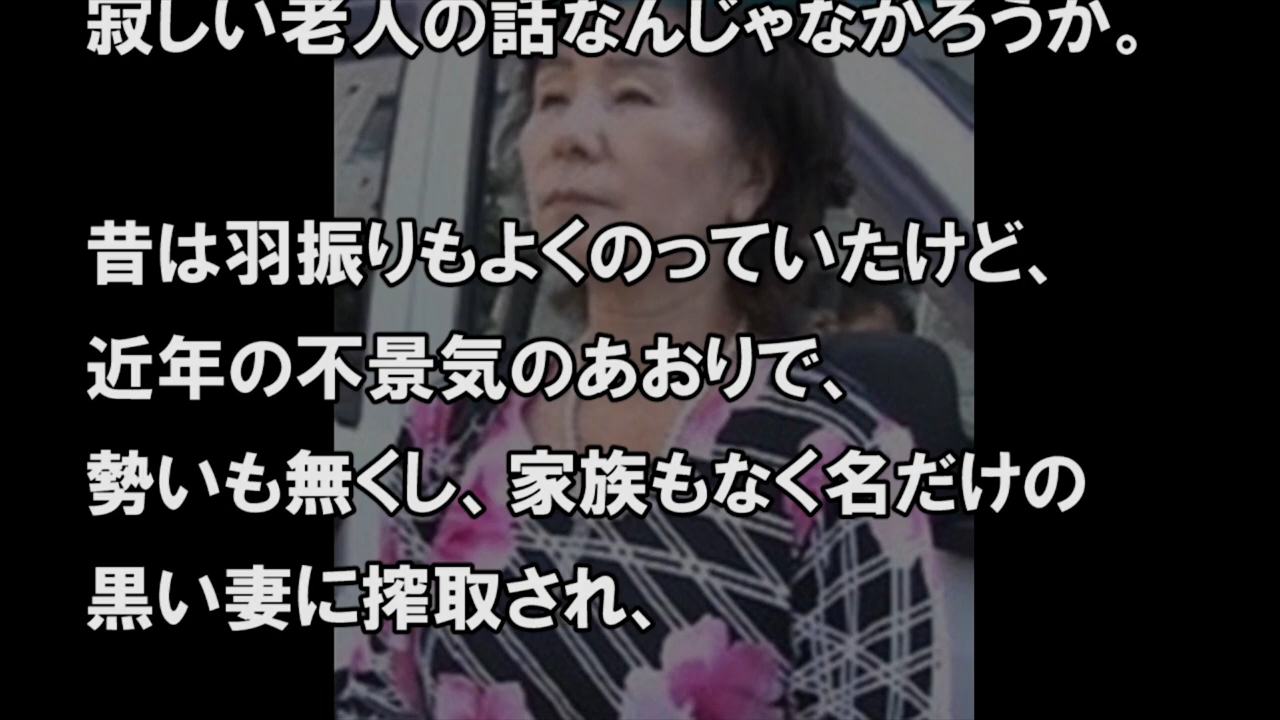 寂しい老人の話なんじゃなかろうか。
昔は羽振りもよくのっていたけど、
近年の不景気のあおりで、
勢いも無くし、家族もなく名だけの
黒い妻に搾取され、